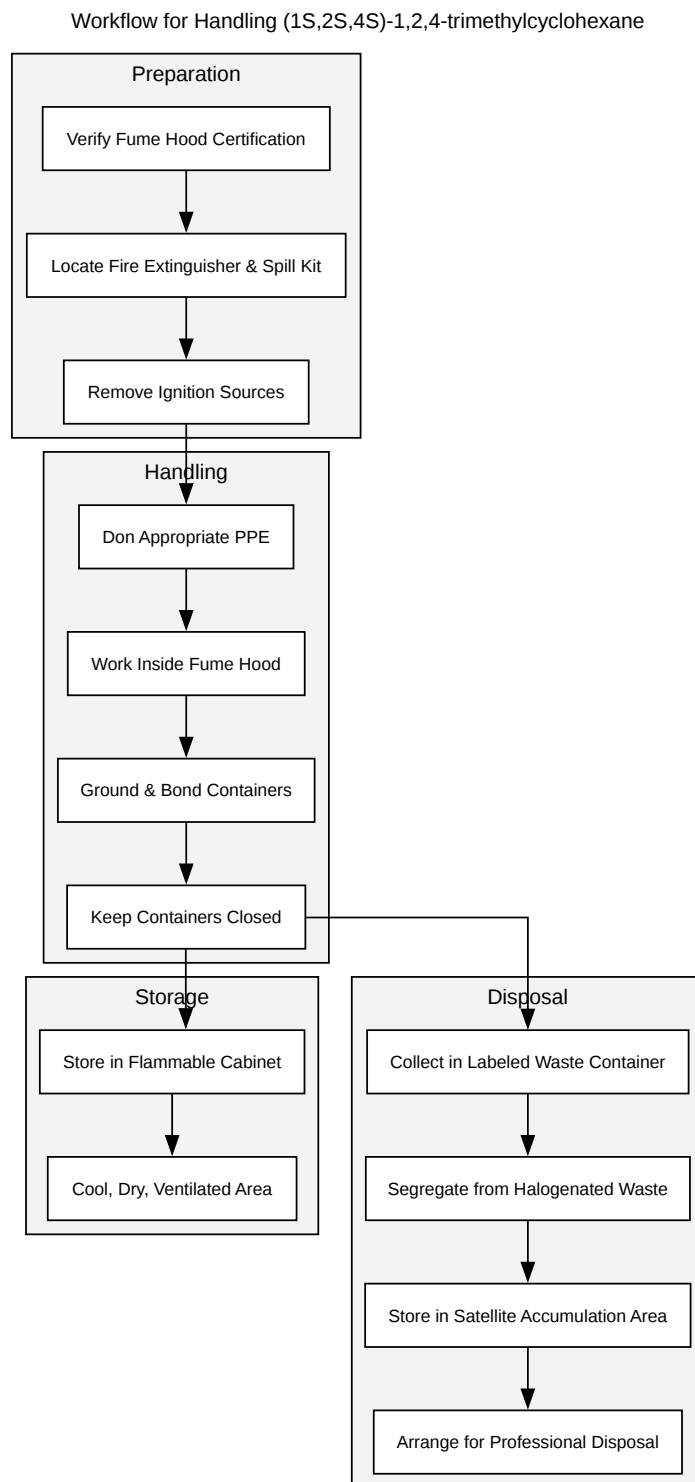 Workflow for Handling (1S,2S,4S)-1,2,4-trimethylcyclohexane
Preparation
Verify Fume Hood Certification
Locate Fire Extinguisher & Spill Kit
Remove Ignition Sources
Handling
Don Appropriate PPE
Work Inside Fume Hood
Ground & Bond Containers
Keep Containers Closed
Storage
Store in Flammable Cabinet
Cool, Dry, Ventilated Area
Disposal
Collect in Labeled Waste Container
Segregate from Halogenated Waste
Store in Satellite Accumulation Area
Arrange for Professional Disposal